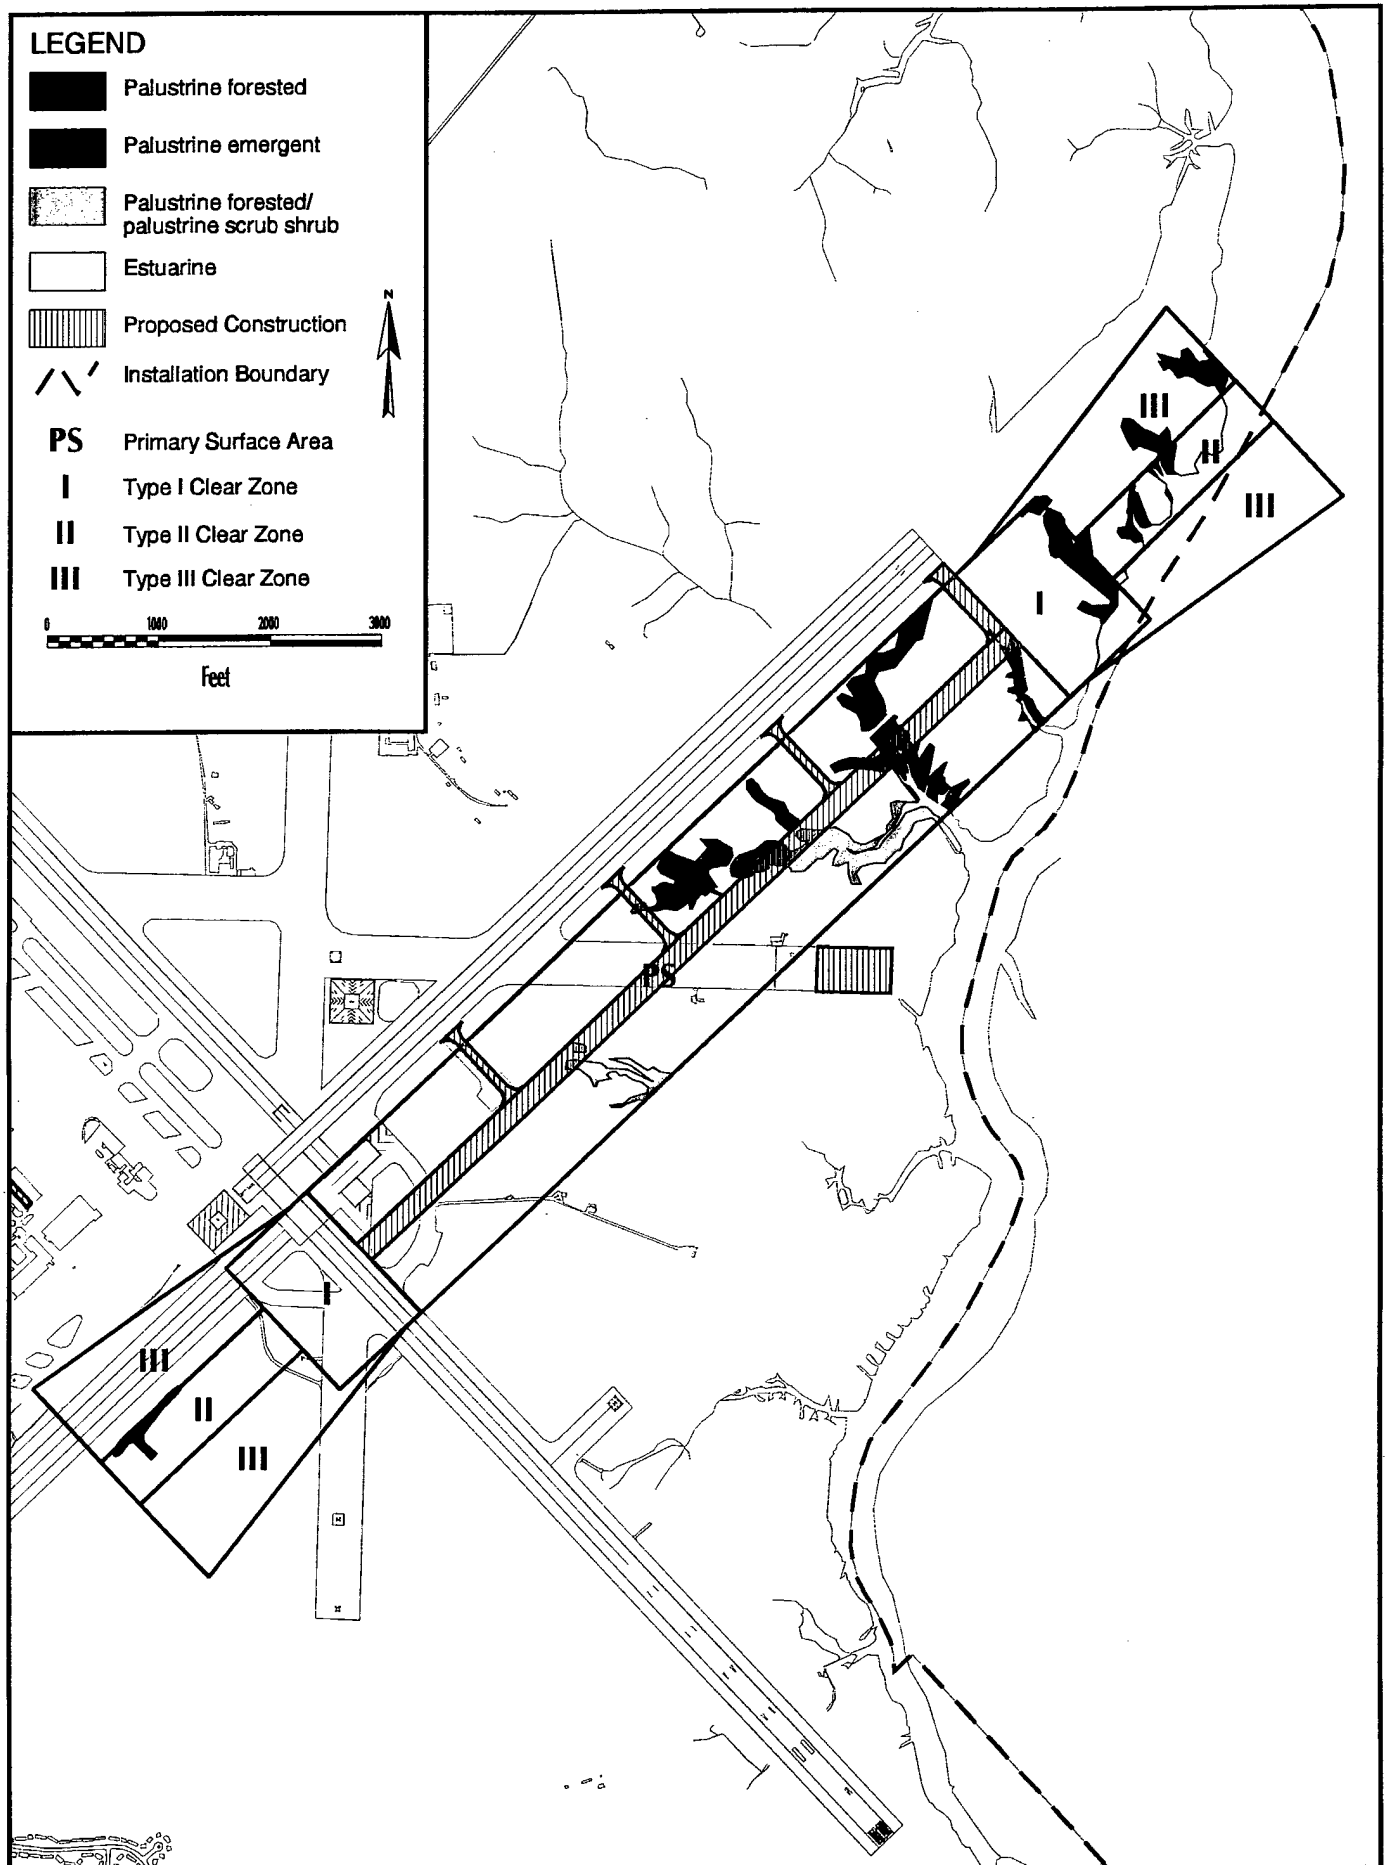 LEGEND
Palustrine forested
Palustrine emergent
Palustrine forested/
palustrine scrub shrub
Estuarine
N
Proposed Construction
Installation Boundary
PS Primary Surface Area
I Type I Clear Zone
II Type II Clear Zone
III Type III Clear Zone
0 1000 2000 3000
Feet
III
II
III
I
PS
I
III
II
III